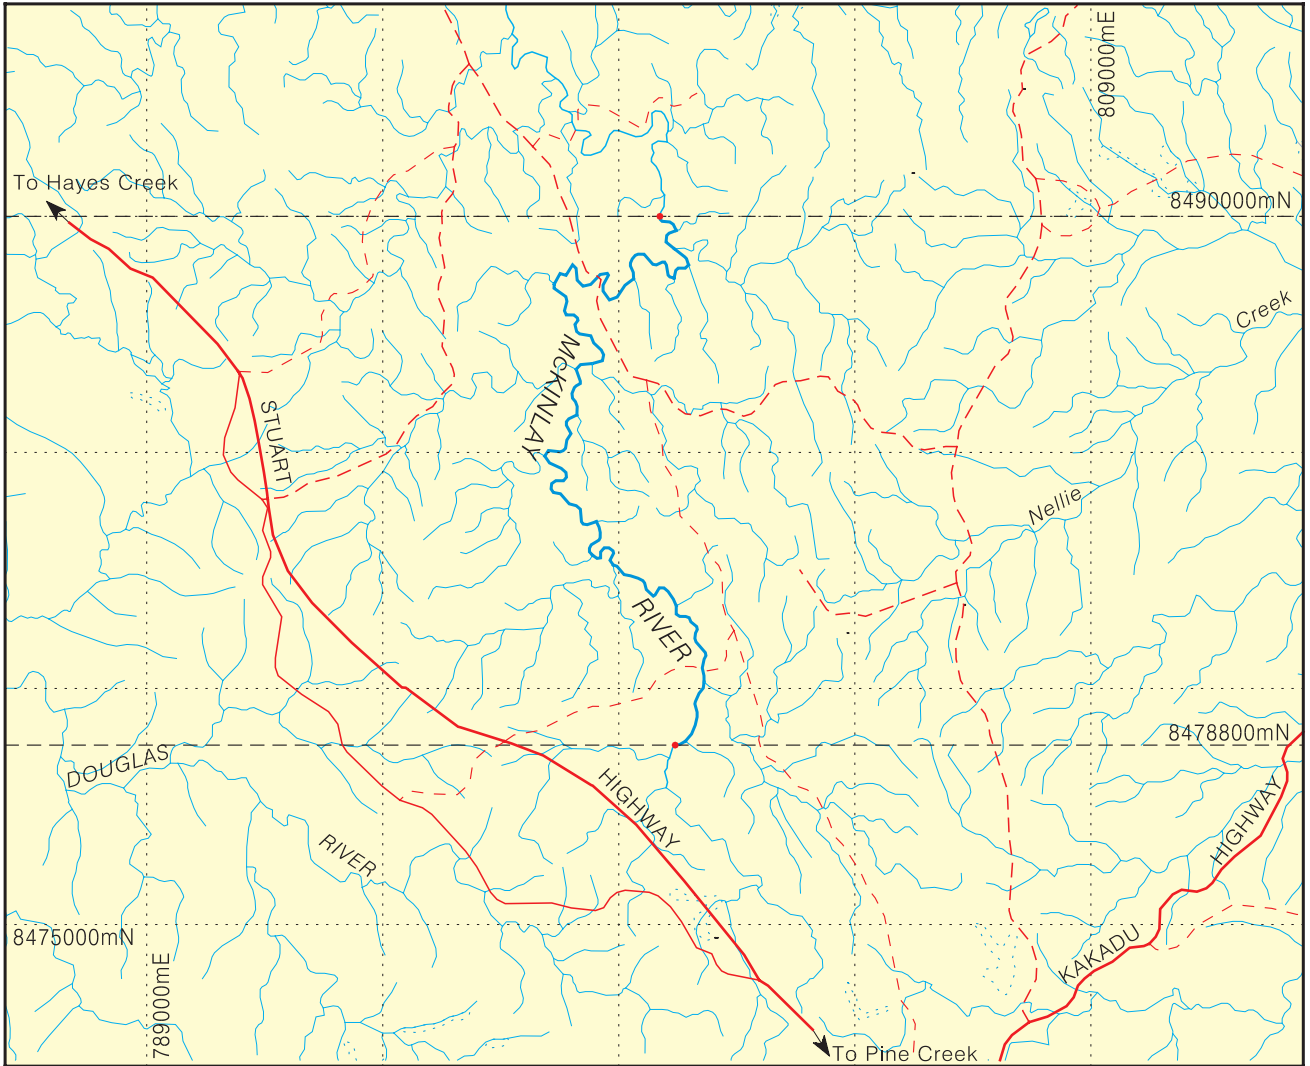 809000mE
To Hayes Creek
8490000mN
Creek
McKINLAY
STUART
Nellie
RIVER
8478800mN
DOUGLAS
HIGHWAY
HIGHWAY
RIVER
8475000mN
KAKADU
789000mE
To Pine Creek